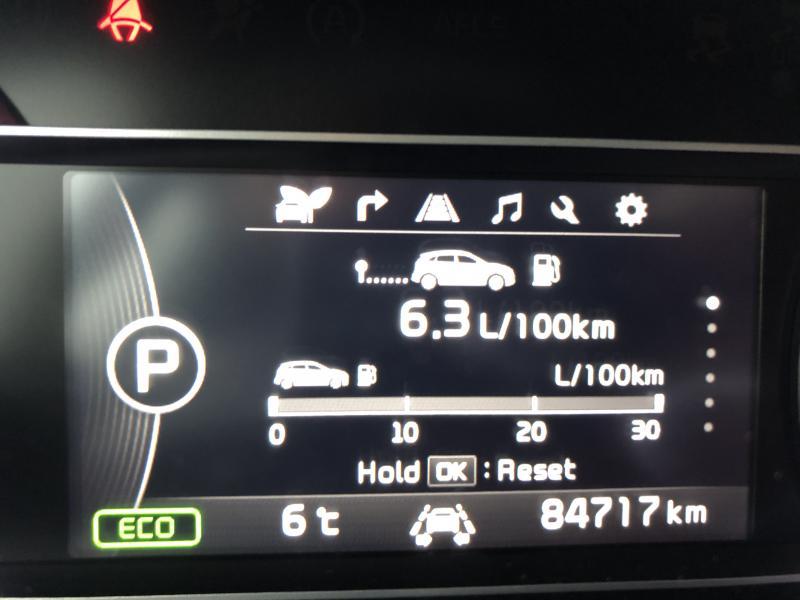 6.3 L/100km
P
L/100km
0 10 20 30
Hold OK : Reset
ECO 6 ℃ 84717 km